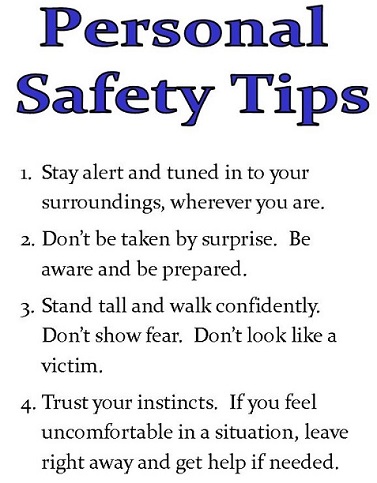 Personal
Safety Tips
1. Stay alert and tuned in to your
surroundings, wherever you are.
2. Don't be taken by surprise.  Be
aware and be prepared.
3. Stand tall and walk confidently.
Don't show fear.  Don't look like a
victim.
4. Trust your instincts.  If you feel
uncomfortable in a situation, leave
right away and get help if needed.